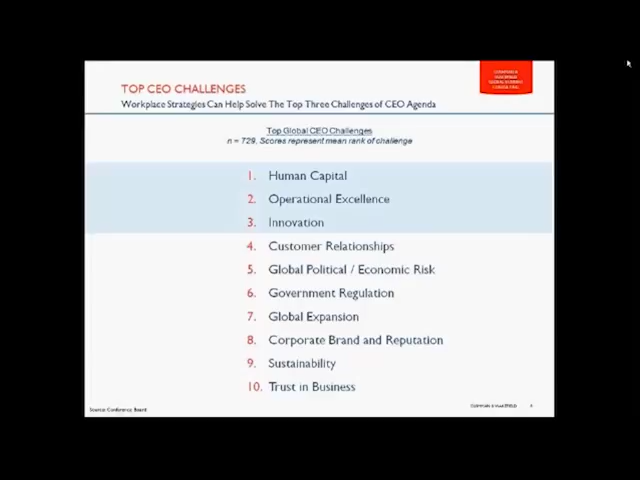 TOP CEO CHALLENGES
Workplace Strategies Can Help Solve The Top Three Challenges of CEO Agenda
Top Global CEO Challenges
n = 729, Scores represent mean rank of challenge
1. Human Capital
2. Operational Excellence
3. Innovation
4. Customer Relationships
5. Global Political / Economic Risk
6. Government Regulation
7. Global Expansion
8. Corporate Brand and Reputation
9. Sustainability
10. Trust in Business
Source: Conference Board